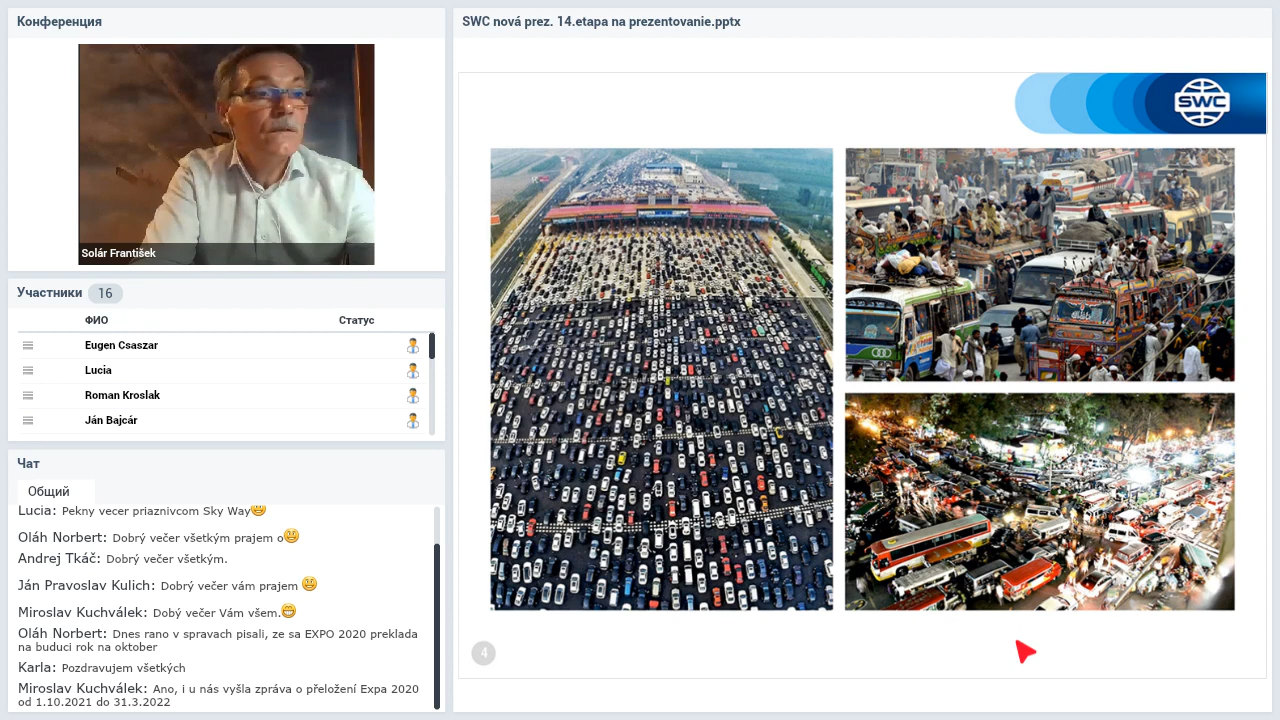 Конференция
Solár František
Участники 16
ФИО Статус
Eugen Csaszar
Lucia
Roman Kroslak
Ján Bajcár
Чат
Общий
Lucia: Pekny vecer priaznivcom Sky Way
Oláh Norbert: Dobrý večer všetkým prajem o
Andrej Tkáč: Dobrý večer všetkým.
Ján Pravoslav Kulich: Dobrý večer vám prajem
Miroslav Kuchválek: Dobý večer Vám všem.
Oláh Norbert: Dnes rano v spravach pisali, ze sa EXPO 2020 preklada
na buduci rok na oktober
Karla: Pozdravujem všetkých
Miroslav Kuchválek: Ano, i u nás vyšla zpráva o přeložení Expa 2020
od 1.10.2021 do 31.3.2022
SWC nová prez. 14.etapa na prezentovanie.pptx
SWC
4